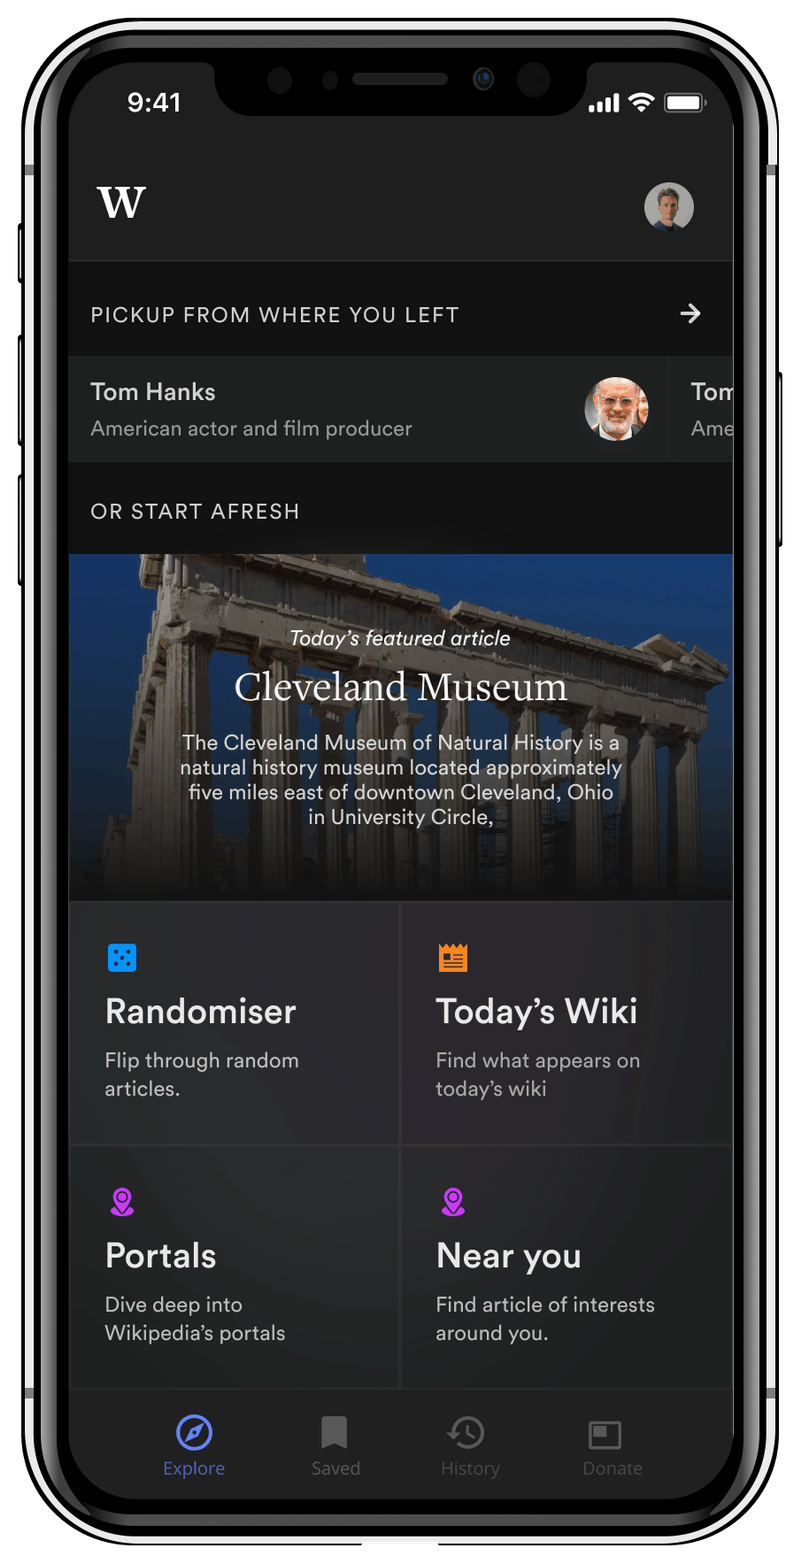 9:41
W
PICKUP FROM WHERE YOU LEFT
Tom Hanks
Tom
American actor and film producer
Ame
OR START AFRESH
Today’s featured article
Cleveland Museum
The Cleveland Museum of Natural History is a
natural history museum located approximately
five miles east of downtown Cleveland, Ohio
in University Circle,
Randomiser
Flip through random
articles.
Today’s Wiki
Find what appears on
today’s wiki
Portals
Dive deep into
Wikipedia’s portals
Near you
Find article of interests
around you.
Explore
Saved
History
Donate